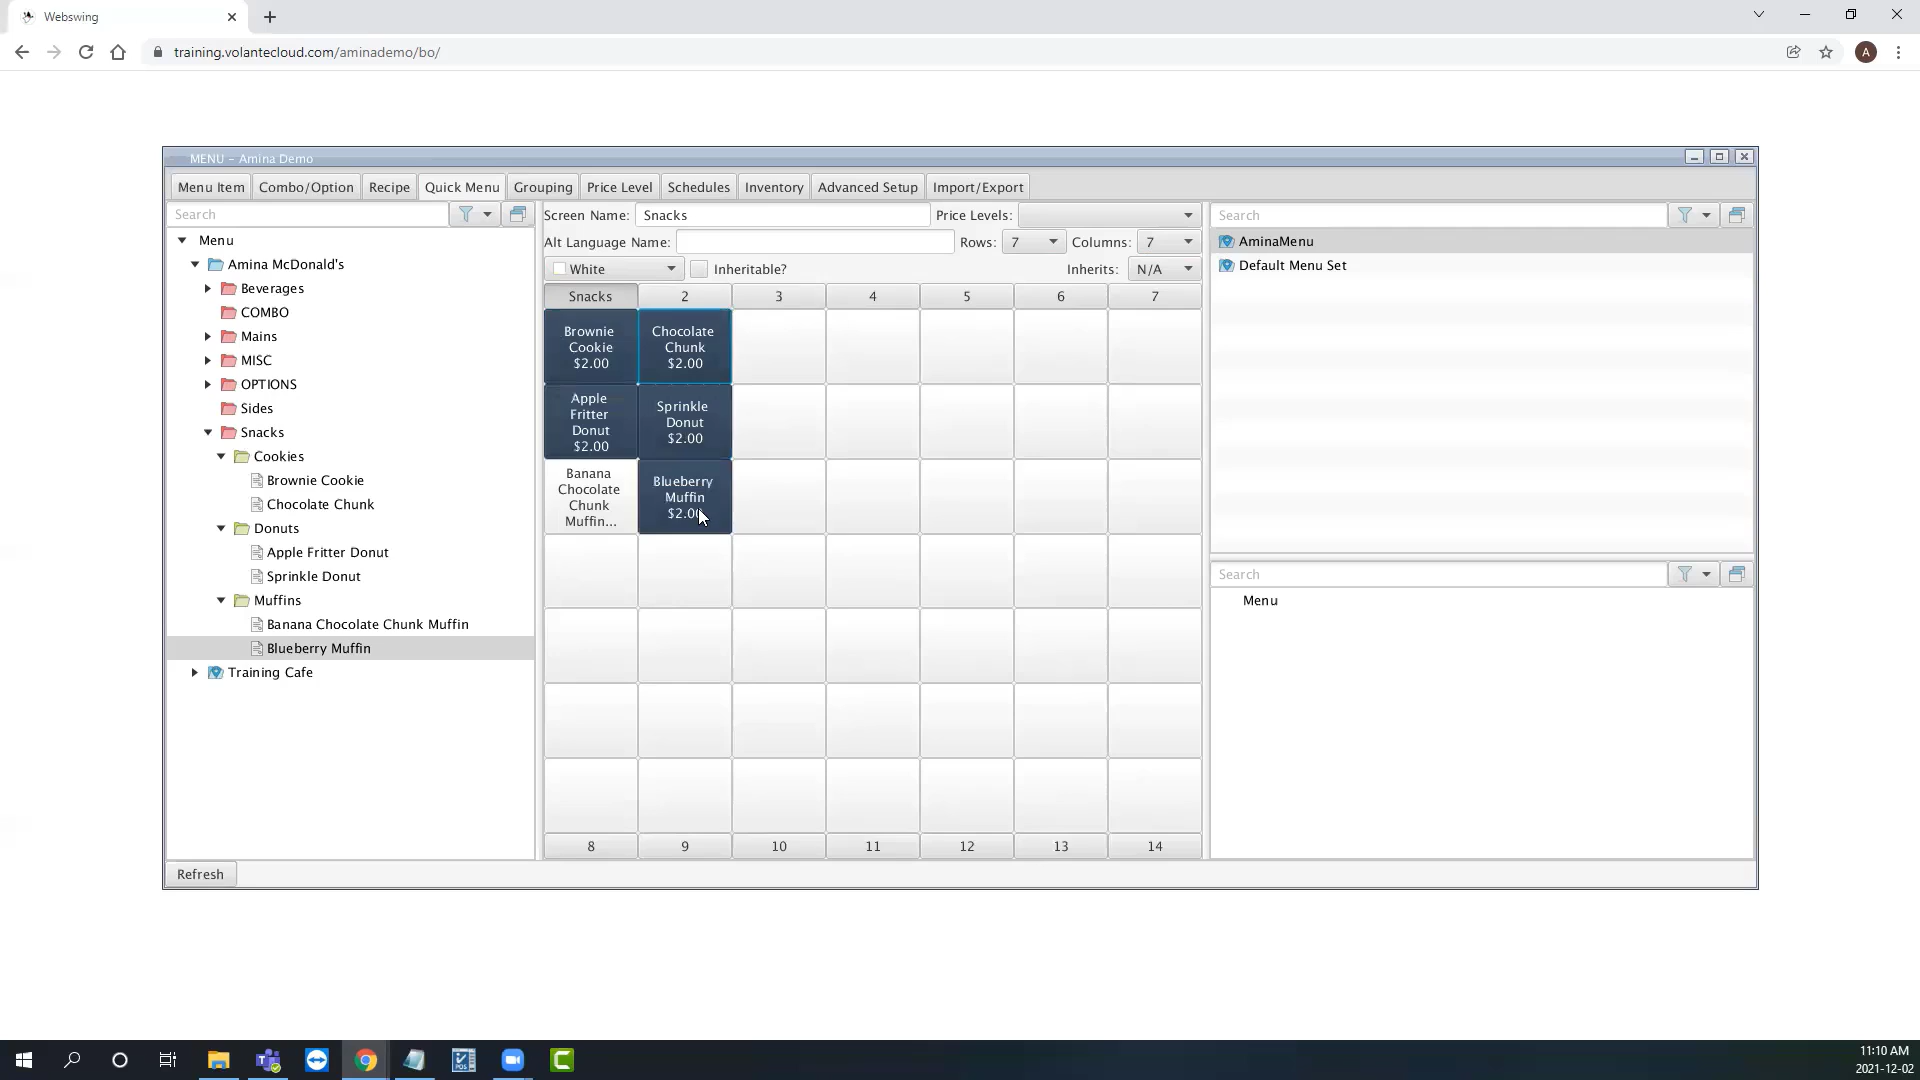 Webswing
training.volantecloud.com/aminademo/bo/
A
MENU - Amina Demo
Menu Item Combo/Option Recipe Quick Menu Grouping Price Level Schedules Inventory Advanced Setup Import/Export
Search
Menu
Amina McDonald's
Beverages
COMBO
Mains
MISC
OPTIONS
Sides
Snacks
Cookies
Brownie Cookie
Chocolate Chunk
Donuts
Apple Fritter Donut
Sprinkle Donut
Muffins
Banana Chocolate Chunk Muffin
Blueberry Muffin
Training Cafe
Refresh
Screen Name: Snacks Price Levels:
Alt Language Name: Rows: 7 Columns: 7
White Inheritable? Inherits: N/A
Snacks 2 3 4 5 6 7
Brownie
Cookie
$2.00
Chocolate
Chunk
$2.00
Apple
Fritter
Donut
$2.00
Sprinkle
Donut
$2.00
Banana
Chocolate
Chunk
Muffin...
Blueberry
Muffin
$2.00
8 9 10 11 12 13 14
Search
AminaMenu
Default Menu Set
Search
Menu
POS
11:10 AM
2021-12-02